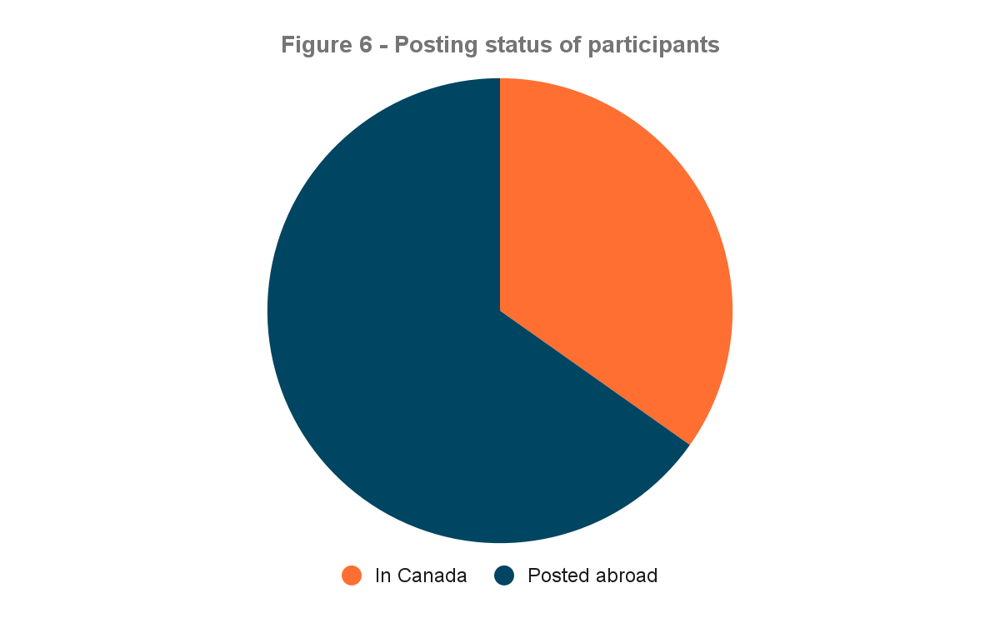 Figure 6 - Posting status of participants
In Canada
Posted abroad